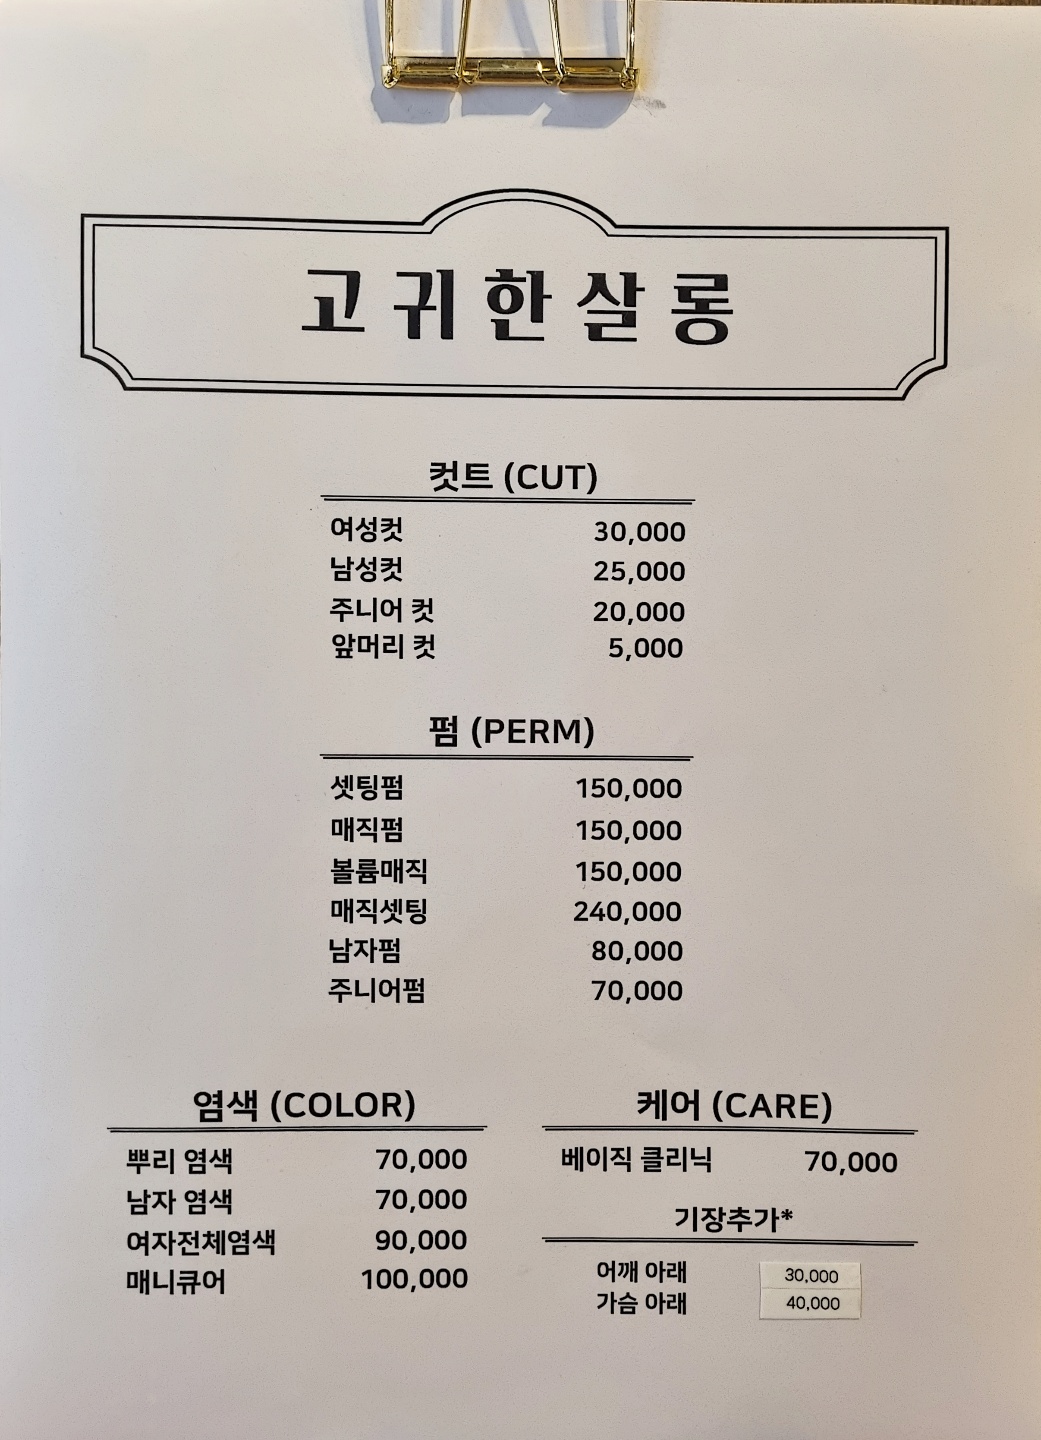 고귀한살롱
컷트 (CUT)
여성컷 30,000
남성컷 25,000
주니어 컷 20,000
앞머리 컷 5,000
펌 (PERM)
셋팅펌 150,000
매직펌 150,000
볼륨매직 150,000
매직셋팅 240,000
남자펌 80,000
주니어펌 70,000
염색 (COLOR)
뿌리 염색 70,000
남자 염색 70,000
여자전체염색 90,000
매니큐어 100,000
케어 (CARE)
베이직 클리닉 70,000
기장추가*
어깨 아래 30,000
가슴 아래 40,000